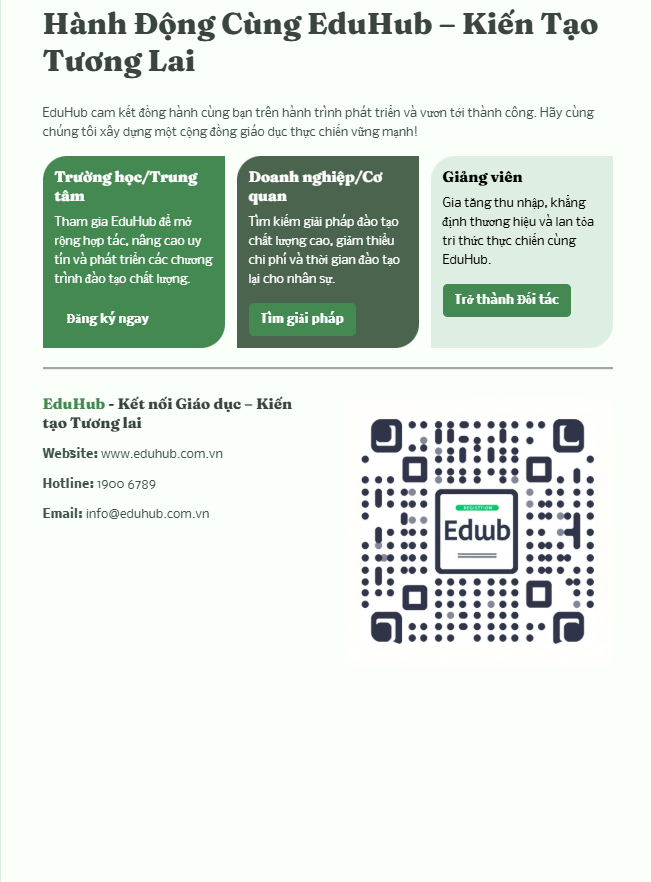 Hành Động Cùng EduHub – Kiến Tạo
Tương Lai
EduHub cam kết đồng hành cùng bạn trên hành trình phát triển và vươn tới thành công. Hãy cùng
chúng tôi xây dựng một cộng đồng giáo dục thực chiến vững mạnh!
Trường học/Trung
tâm
Tham gia EduHub để mở
rộng hợp tác, nâng cao uy
tín và phát triển các chương
trình đào tạo chất lượng.
Đăng ký ngay
Doanh nghiệp/Cơ
quan
Tìm kiếm giải pháp đào tạo
chất lượng cao, giảm thiểu
chi phí và thời gian đào tạo
lại cho nhân sự.
Tìm giải pháp
Giảng viên
Gia tăng thu nhập, khẳng
định thương hiệu và lan tỏa
tri thức thực chiến cùng
EduHub.
Trở thành Đối tác
EduHub - Kết nối Giáo dục – Kiến
tạo Tương lai
Website: www.eduhub.com.vn
Hotline: 1900 6789
Email: info@eduhub.com.vn
Edwb